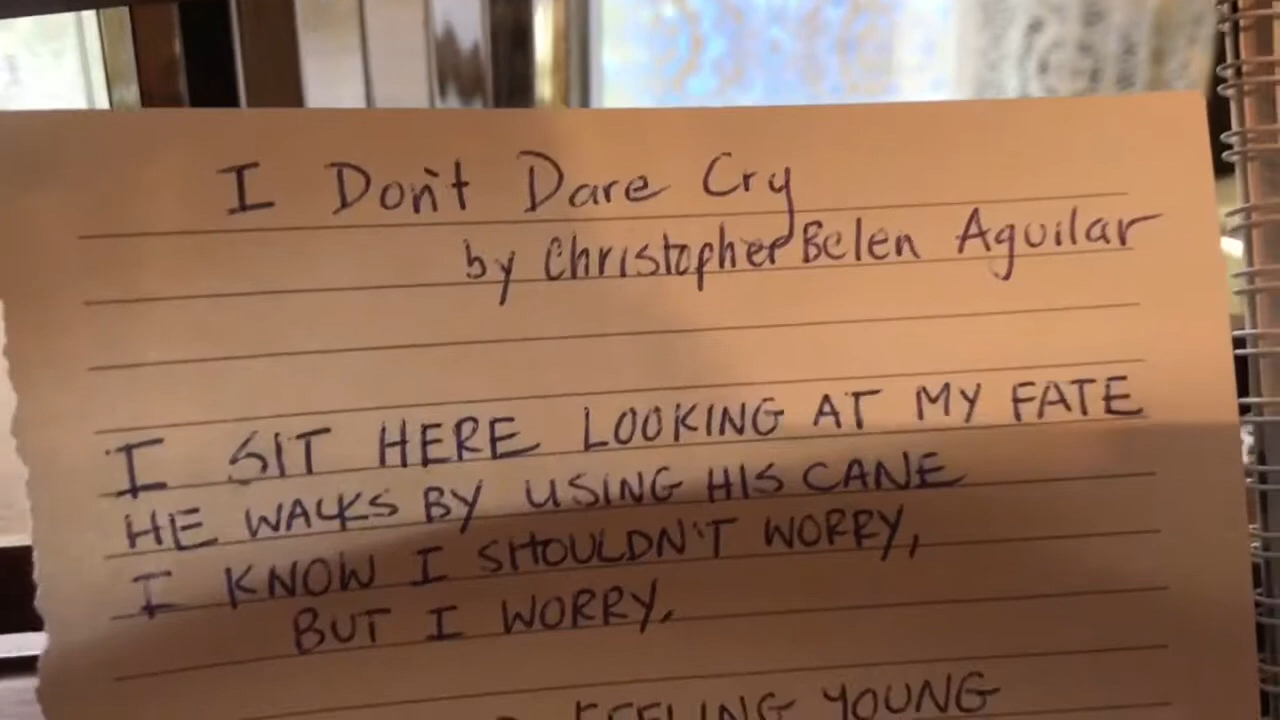 I Don't Dare Cry
by Christopher Belen Aguilar
I SIT HERE LOOKING AT MY FATE
HE WALKS BY USING HIS CANE
I KNOW I SHOULDN'T WORRY,
BUT I WORRY.
FEELING YOUNG